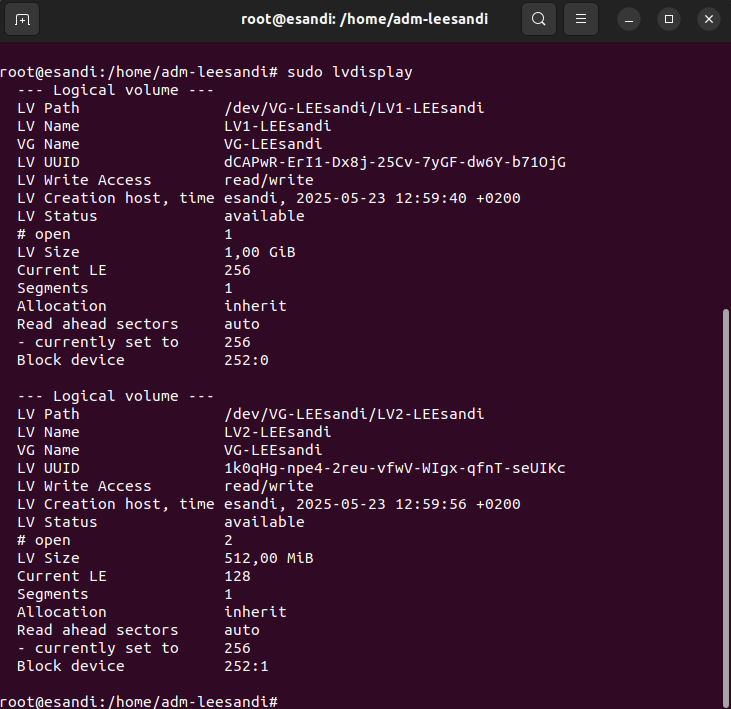 root@esandi: /home/adm-leesandi
root@esandi:/home/adm-leesandi# sudo lvdisplay
  --- Logical volume ---
  LV Path                /dev/VG-LEEsandi/LV1-LEEsandi
  LV Name                LV1-LEEsandi
  VG Name                VG-LEEsandi
  LV UUID                dCAPwR-ErI1-Dx8j-25Cv-7yGF-dw6Y-b71OjG
  LV Write Access        read/write
  LV Creation host, time esandi, 2025-05-23 12:59:40 +0200
  LV Status              available
  # open                 1
  LV Size                1,00 GiB
  Current LE             256
  Segments               1
  Allocation             inherit
  Read ahead sectors     auto
  - currently set to     256
  Block device           252:0
  --- Logical volume ---
  LV Path                /dev/VG-LEEsandi/LV2-LEEsandi
  LV Name                LV2-LEEsandi
  VG Name                VG-LEEsandi
  LV UUID                1k0qHg-npe4-2reu-vfwV-WIgx-qfnT-seUIKc
  LV Write Access        read/write
  LV Creation host, time esandi, 2025-05-23 12:59:56 +0200
  LV Status              available
  # open                 2
  LV Size                512,00 MiB
  Current LE             128
  Segments               1
  Allocation             inherit
  Read ahead sectors     auto
  - currently set to     256
  Block device           252:1
root@esandi:/home/adm-leesandi#